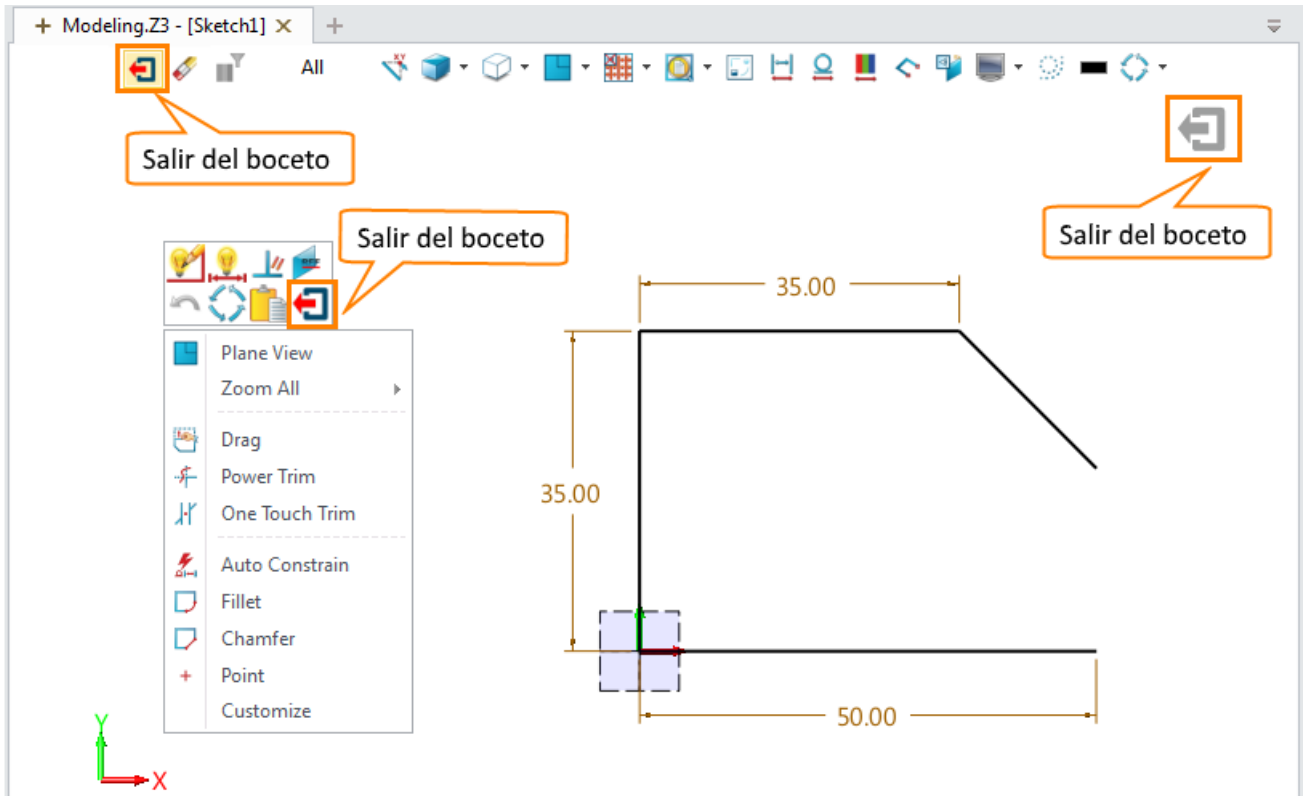 Modeling.Z3 - [Sketch1]
All
Salir del boceto
Salir del boceto
Salir del boceto
Plane View
Zoom All
Drag
Power Trim
One Touch Trim
Auto Constrain
Fillet
Chamfer
Point
Customize
35.00
35.00
50.00
Y
X